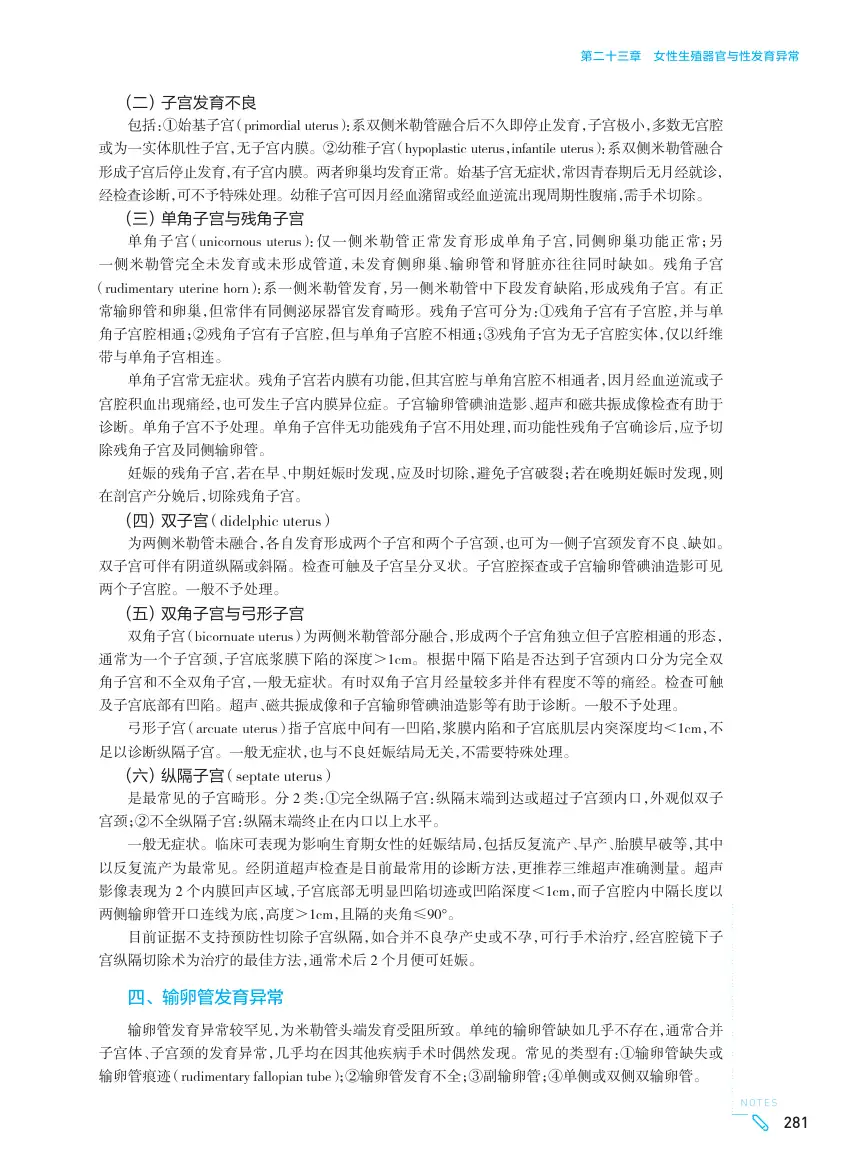 第二十三章 女性生殖器官与性发育异常
（二）子宫发育不良
包括：①始基子宫（primordial uterus）：系双侧米勒管融合后不久即停止发育，子宫极小，多数无宫腔
或为一实体肌性子宫，无子宫内膜。②幼稚子宫（hypoplastic uterus，infantile uterus）：系双侧米勒管融合
形成子宫后停止发育，有子宫内膜。两者卵巢均发育正常。始基子宫无症状，常因青春期后无月经就诊，
经检查诊断，可不予特殊处理。幼稚子宫可因月经血潴留或经血逆流出现周期性腹痛，需手术切除。
（三）单角子宫与残角子宫
单角子宫（unicornous uterus）：仅一侧米勒管正常发育形成单角子宫，同侧卵巢功能正常；另
一侧米勒管完全未发育或未形成管道，未发育侧卵巢、输卵管和肾脏亦往往同时缺如。残角子宫
（rudimentary uterine horn）：系一侧米勒管发育，另一侧米勒管中下段发育缺陷，形成残角子宫。有正
常输卵管和卵巢，但常伴有同侧泌尿器官发育畸形。残角子宫可分为：①残角子宫有子宫腔，并与单
角子宫腔相通；②残角子宫有子宫腔，但与单角子宫腔不相通；③残角子宫为无子宫腔实体，仅以纤维
带与单角子宫相连。
单角子宫常无症状。残角子宫若内膜有功能，但其宫腔与单角宫腔不相通者，因月经血逆流或子
宫腔积血出现痛经，也可发生子宫内膜异位症。子宫输卵管碘油造影、超声和磁共振成像检查有助于
诊断。单角子宫不予处理。单角子宫伴无功能残角子宫不用处理，而功能性残角子宫确诊后，应予切
除残角子宫及同侧输卵管。
妊娠的残角子宫，若在早、中期妊娠时发现，应及时切除，避免子宫破裂；若在晚期妊娠时发现，则
在剖宫产分娩后，切除残角子宫。
（四）双子宫（didelphic uterus）
为两侧米勒管未融合，各自发育形成两个子宫和两个子宫颈，也可为一侧子宫颈发育不良、缺如。
双子宫可伴有阴道纵隔或斜隔。检查可触及子宫呈分叉状。子宫腔探查或子宫输卵管碘油造影可见
两个子宫腔。一般不予处理。
（五）双角子宫与弓形子宫
双角子宫（bicornuate uterus）为两侧米勒管部分融合，形成两个子宫角独立但子宫腔相通的形态，
通常为一个子宫颈，子宫底浆膜下陷的深度＞1cm。根据中隔下陷是否达到子宫颈内口分为完全双
角子宫和不全双角子宫，一般无症状。有时双角子宫月经量较多并伴有程度不等的痛经。检查可触
及子宫底部有凹陷。超声、磁共振成像和子宫输卵管碘油造影等有助于诊断。一般不予处理。
弓形子宫（arcuate uterus）指子宫底中间有一凹陷，浆膜内陷和子宫底肌层内突深度均＜1cm，不
足以诊断纵隔子宫。一般无症状，也与不良妊娠结局无关，不需要特殊处理。
（六）纵隔子宫（septate uterus）
是最常见的子宫畸形。分 2 类：①完全纵隔子宫：纵隔末端到达或超过子宫颈内口，外观似双子
宫颈；②不全纵隔子宫：纵隔末端终止在内口以上水平。
一般无症状。临床可表现为影响生育期女性的妊娠结局，包括反复流产、早产、胎膜早破等，其中
以反复流产为最常见。经阴道超声检查是目前最常用的诊断方法，更推荐三维超声准确测量。超声
影像表现为 2 个内膜回声区域，子宫底部无明显凹陷切迹或凹陷深度＜1cm，而子宫腔内中隔长度以
两侧输卵管开口连线为底，高度＞1cm，且隔的夹角≤90°。
目前证据不支持预防性切除子宫纵隔，如合并不良孕产史或不孕，可行手术治疗，经宫腔镜下子
宫纵隔切除术为治疗的最佳方法，通常术后 2 个月便可妊娠。
四、输卵管发育异常
输卵管发育异常较罕见，为米勒管头端发育受阻所致。单纯的输卵管缺如几乎不存在，通常合并
子宫体、子宫颈的发育异常，几乎均在因其他疾病手术时偶然发现。常见的类型有：①输卵管缺失或
输卵管痕迹（rudimentary fallopian tube）；②输卵管发育不全；③副输卵管；④单侧或双侧双输卵管。
NOTES
281